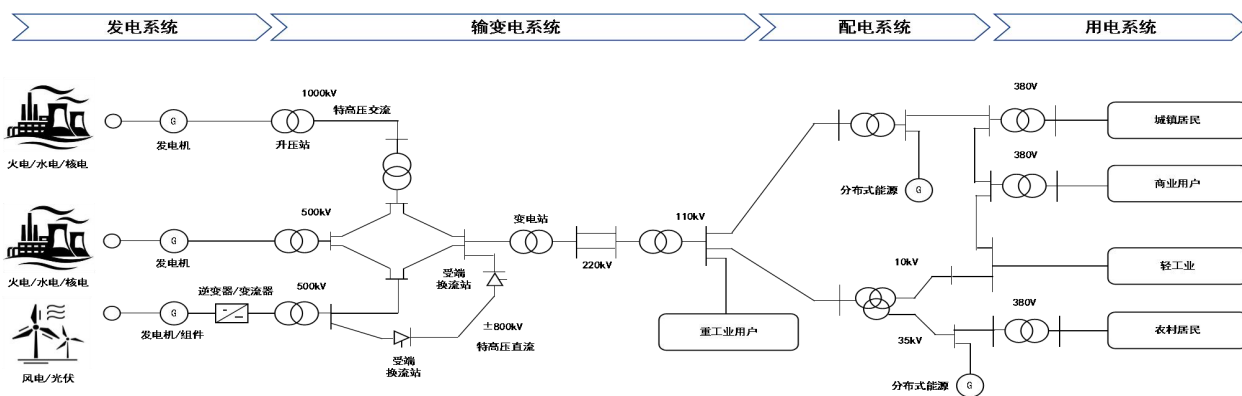 发电系统
输变电系统
配电系统
用电系统
1000kV
特高压交流
G
发电机
升压站
火电/水电/核电
500kV
G
发电机
火电/水电/核电
逆变器/变流器
500kV
G
发电机/组件
风电/光伏
受端
换流站
±800kV
特高压直流
受端
换流站
变电站
220kV
110kV
重工业用户
分布式能源
G
380V
城镇居民
380V
商业用户
10kV
轻工业
35kV
380V
农村居民
分布式能源
G